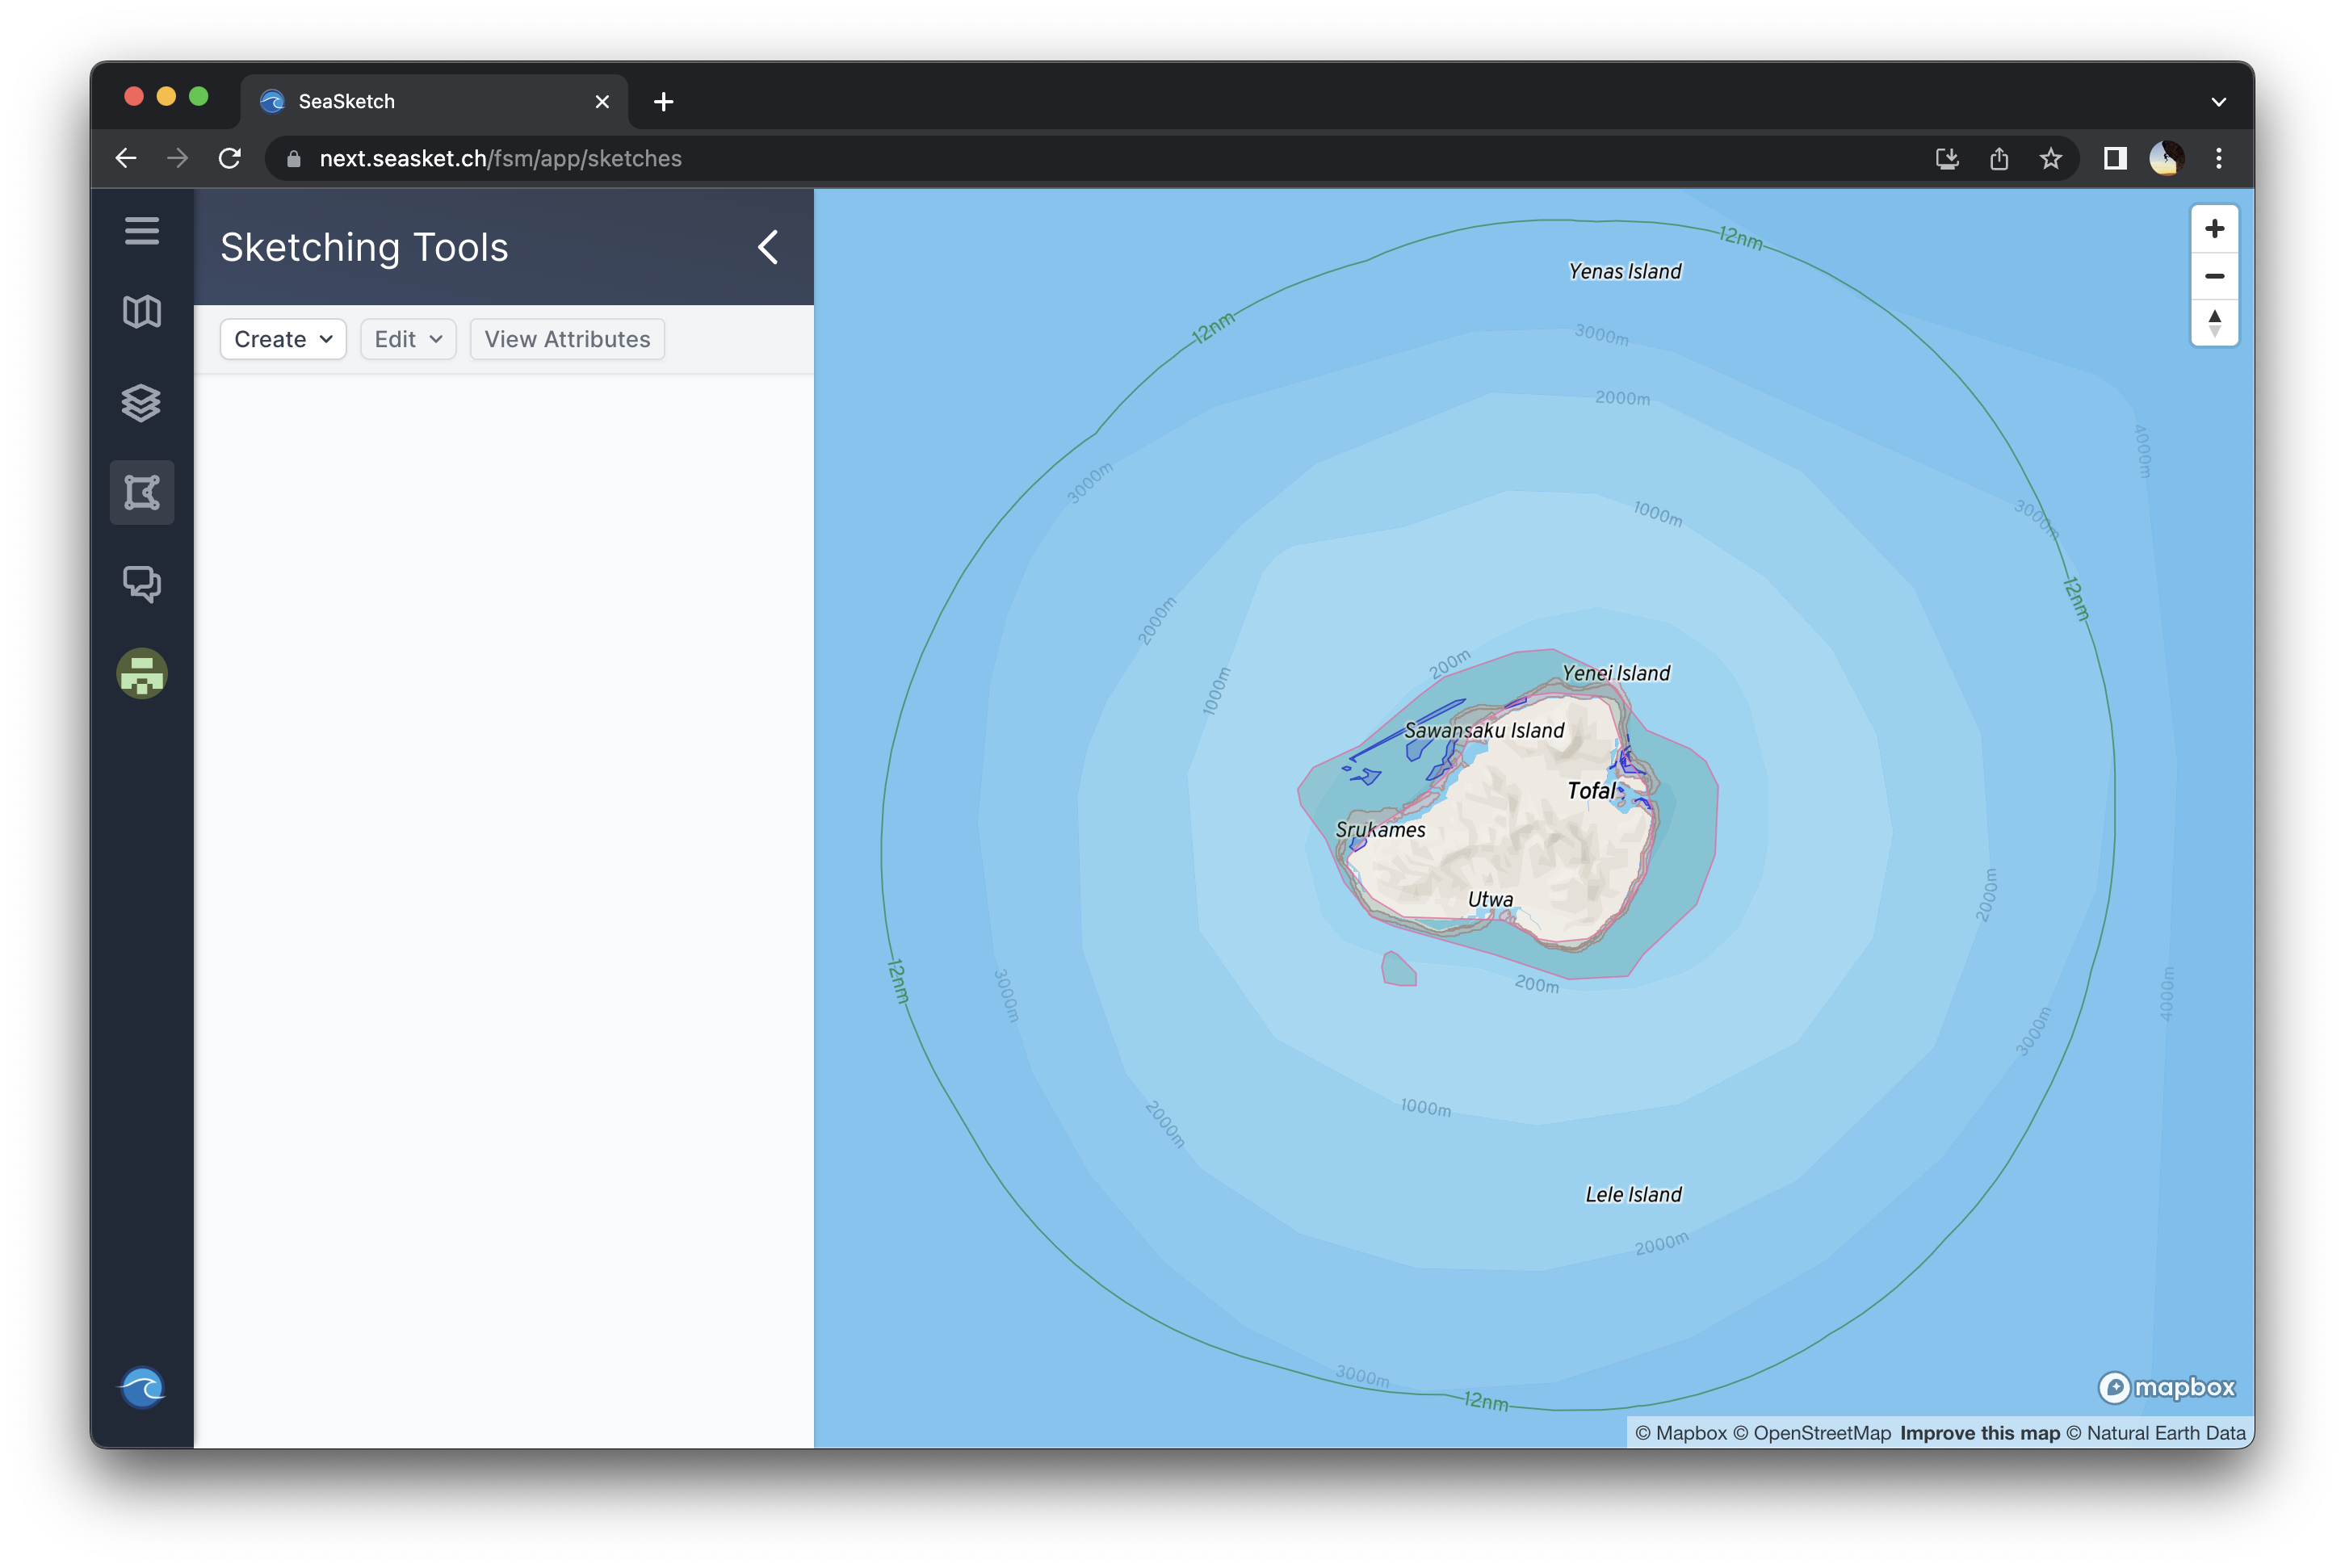 SeaSketch
next.seasket.ch/fsm/app/sketches
Sketching Tools
Create
Edit
View Attributes
12nm
Yenas Island
12nm
3000m
2000m
4000m
3000m
3000m
1000m
12nm
2000m
200m
Yenei Island
1000m
Sawansaku Island
Tofal
Srukames
Utwa
2000m
12nm
3000m
200m
4000m
3000m
2000m
1000m
Lele Island
2000m
3000m
12nm
mapbox
© Mapbox © OpenStreetMap Improve this map © Natural Earth Data